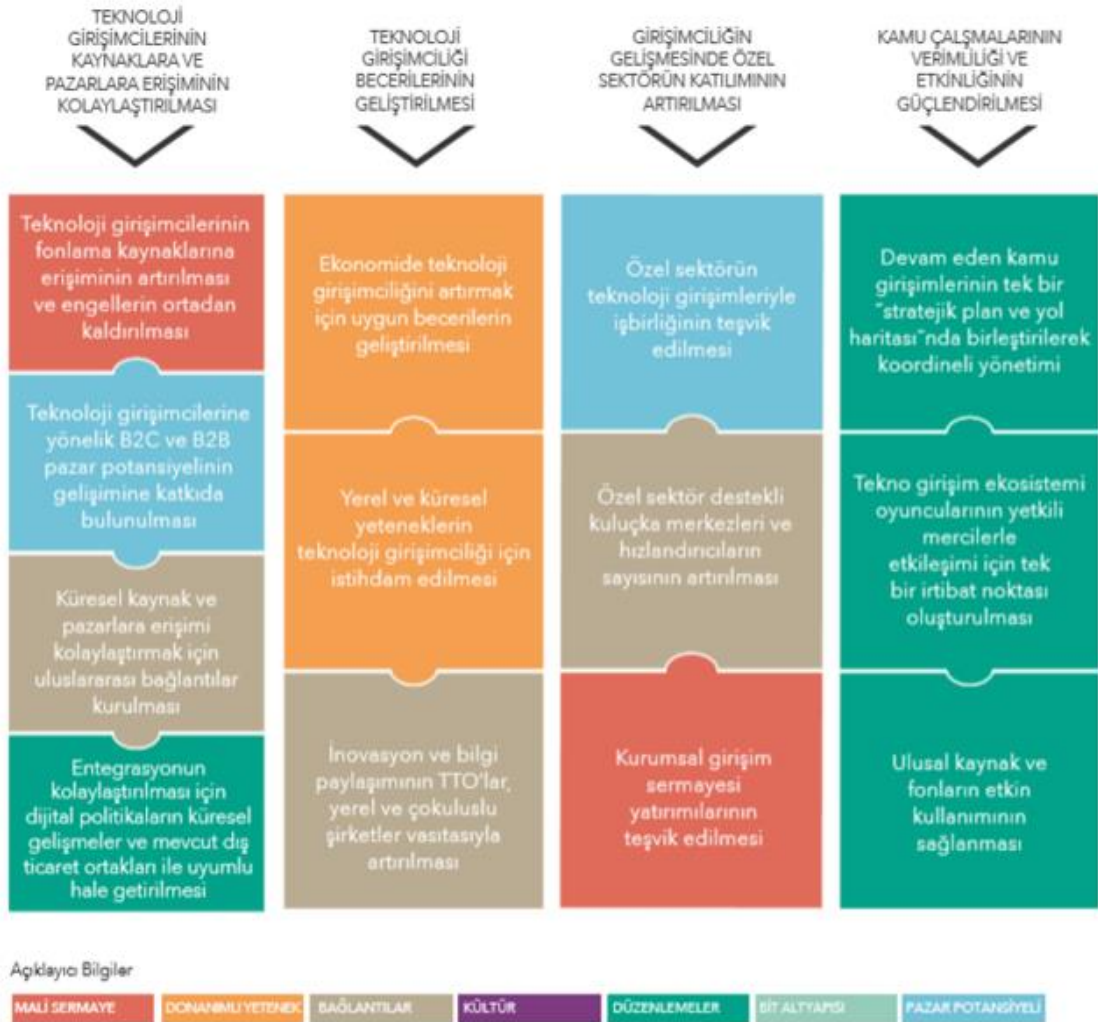 TEKNOLOJİ
GİRİŞİMCİLERİNİN
KAYNAKLARA VE
PAZARLARA ERİŞİMİNİN
KOLAYLAŞTIRILMASI
TEKNOLOJİ
GİRİŞİMCİLİĞİ
BECERİLERİNİN
GELİŞTİRİLMESİ
GİRİŞİMCİLİĞİN
GELİŞMESİNDE ÖZEL
SEKTÖRÜN KATILIMININ
ARTIRILMASI
KAMU ÇALŞMALARININ
VERİMLİLİĞİ VE
ETKİNLİĞİNİN
GÜÇLENDİRİLMESİ
Teknoloji girişimcilerinin
fonlama kaynaklarına
erişiminin artırılması
ve engellerin ortadan
kaldırılması
Teknoloji girişimcilerine
yönelik B2C ve B2B
pazar potansiyelinin
gelişimine katkıda
bulunulması
Küresel kaynak ve
pazarlara erişimi
kolaylaştırmak için
uluslararası bağlantılar
kurulması
Entegrasyonun
kolaylaştırılması için
dijital politikaların küresel
gelişmeler ve mevcut dış
ticaret ortakları ile uyumlu
hale getirilmesi
Ekonomide teknoloji
girişimciliğini artırmak
için uygun becerilerin
geliştirilmesi
Yerel ve küresel
yeteneklerin
teknoloji girişimciliği için
istihdam edilmesi
İnovasyon ve bilgi
paylaşımının TTO'lar,
yerel ve çokuluslu
şirketler vasıtasıyla
artırılması
Özel sektörün
teknoloji girişimleriyle
işbirliğinin teşvik
edilmesi
Özel sektör destekli
kuluçka merkezleri ve
hızlandırıcıların
sayısının artırılması
Kurumsal girişim
sermayesi
yatırımlarının
teşvik edilmesi
Devam eden kamu
girişimlerinin tek bir
"stratejik plan ve yol
haritası"nda birleştirilerek
koordineli yönetimi
Tekno girişim ekosistemi
oyuncularının yetkili
mercilerle
etkileşimi için tek
bir irtibat noktası
oluşturulması
Ulusal kaynak ve
fonların etkin
kullanımının
sağlanması
Açıklayıcı Bilgiler
MALİ SERMAYE
DONANIMLI YETENEK
BAĞLANTILAR
KÜLTÜR
DÜZENLEMELER
BİT ALTYAPISI
PAZAR POTANSİYELİ